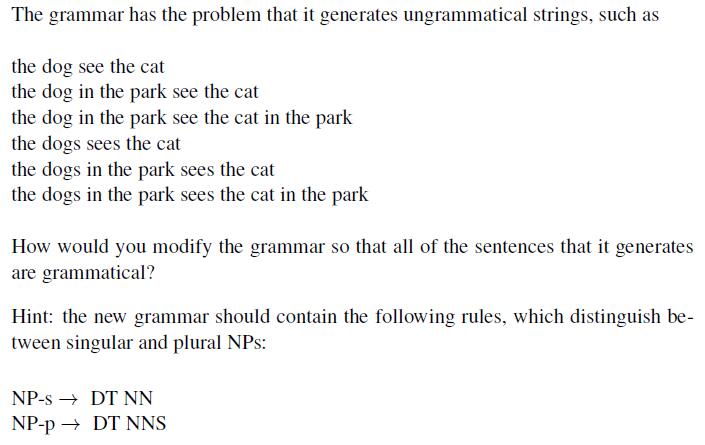 The grammar has the problem that it generates ungrammatical strings, such as
the dog see the cat
the dog in the park see the cat
the dog in the park see the cat in the park
the dogs sees the cat
the dogs in the park sees the cat
the dogs in the park sees the cat in the park
How would you modify the grammar so that all of the sentences that it generates
are grammatical?
Hint: the new grammar should contain the following rules, which distinguish be-
tween singular and plural NPs:
NP-s → DT NN
NP-p → DT NNS